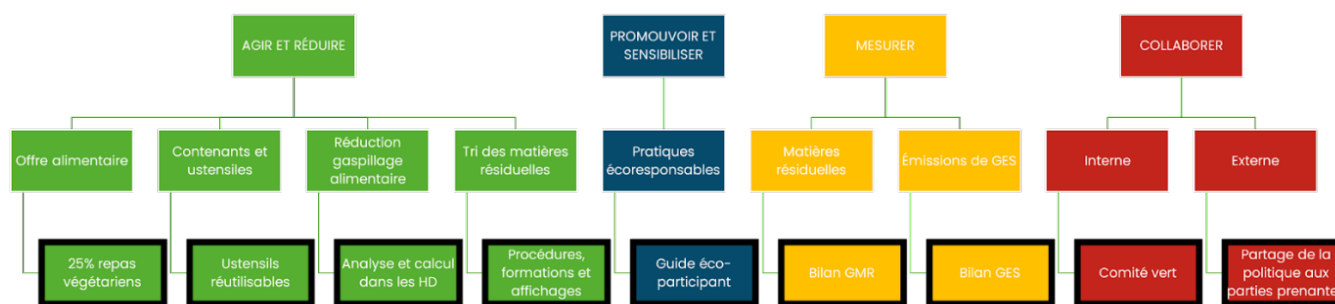 AGIR ET RÉDUIRE
PROMOUVOIR ET
SENSIBILISER
MESURER
COLLABORER
Offre alimentaire
Contenants et
ustensiles
Réduction
gaspillage
alimentaire
Tri des matières
résiduelles
Pratiques
écoresponsables
Matières
résiduelles
Émissions de GES
Interne
Externe
25% repas
végétariens
Ustensils
réutilisables
Analyse et calcul
dans les HD
Procédures,
formations et
affichages
Guide éco-
participant
Bilan GMR
Bilan GES
Comité vert
Partage de la
politique aux
parties prenante